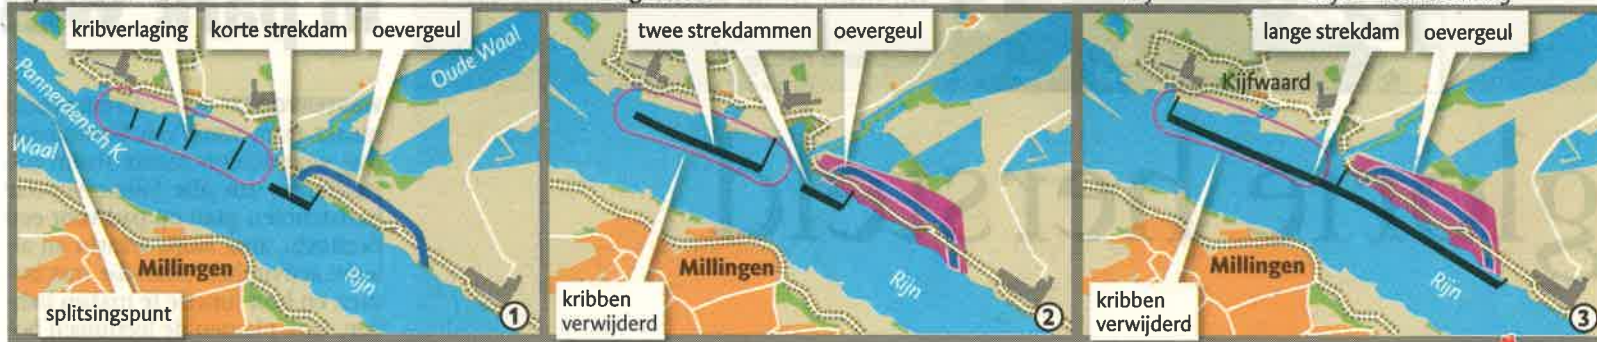 kribverlaging
korte strekdam
oevergeul
Oude Waal
Pannerdensch K.
Waal
Millingen
Rijn
splitsingspunt
1
twee strekdammen
oevergeul
Millingen
Rijn
kribben
verwijderd
2
lange strekdam
oevergeul
Kijfwaard
Millingen
Rijn
kribben
verwijderd
3